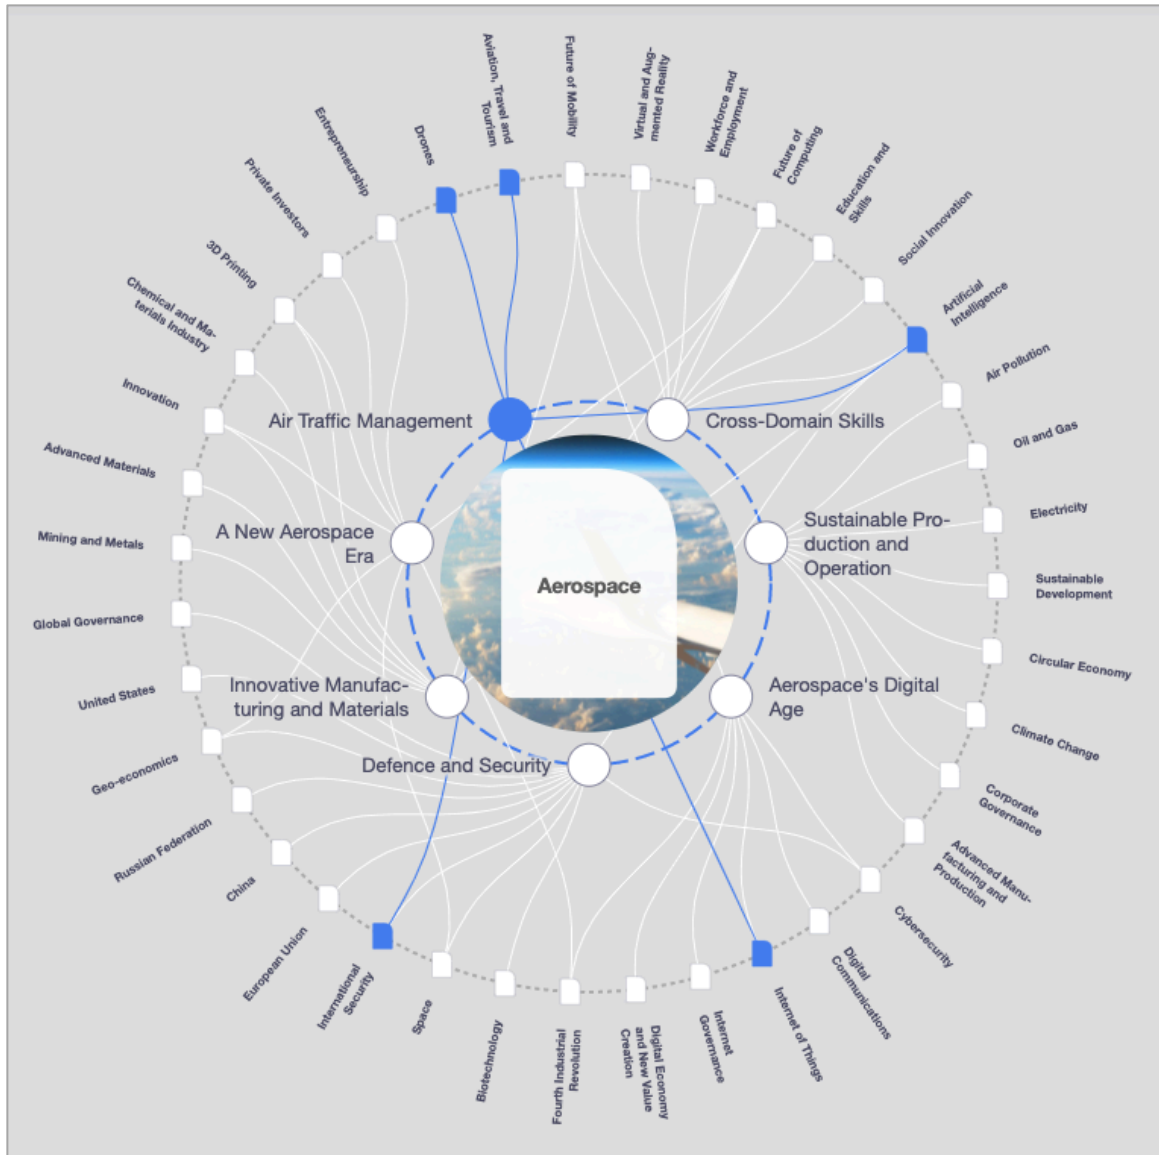 Aviation, Travel and
Tourism
Future of Mobility
Virtual and Aug-
mented Reality
Workforce and
Employment
Future of
Computing
Education and
Skills
Social Innovation
Artificial
Intelligence
Air Pollution
Oil and Gas
Electricity
Sustainable
Development
Circular Economy
Climate Change
Corporate
Governance
Advanced Manu-
facturing and
Production
Cybersecurity
Digital
Communications
Internet of Things
Internet
Governance
Digital Economy
and New Value
Creation
Fourth Industrial
Revolution
Biotechnology
Space
International
Security
European Union
China
Russian Federation
Geo-economics
United States
Global Governance
Mining and Metals
Advanced Materials
Innovation
Chemical and Ma-
terials Industry
3D Printing
Private Investors
Entrepreneurship
Drones
Air Traffic Management
Cross-Domain Skills
Sustainable Pro-
duction and
Operation
Aerospace's Digital
Age
Defence and Security
Innovative Manufac-
turing and Materials
A New Aerospace
Era
Aerospace